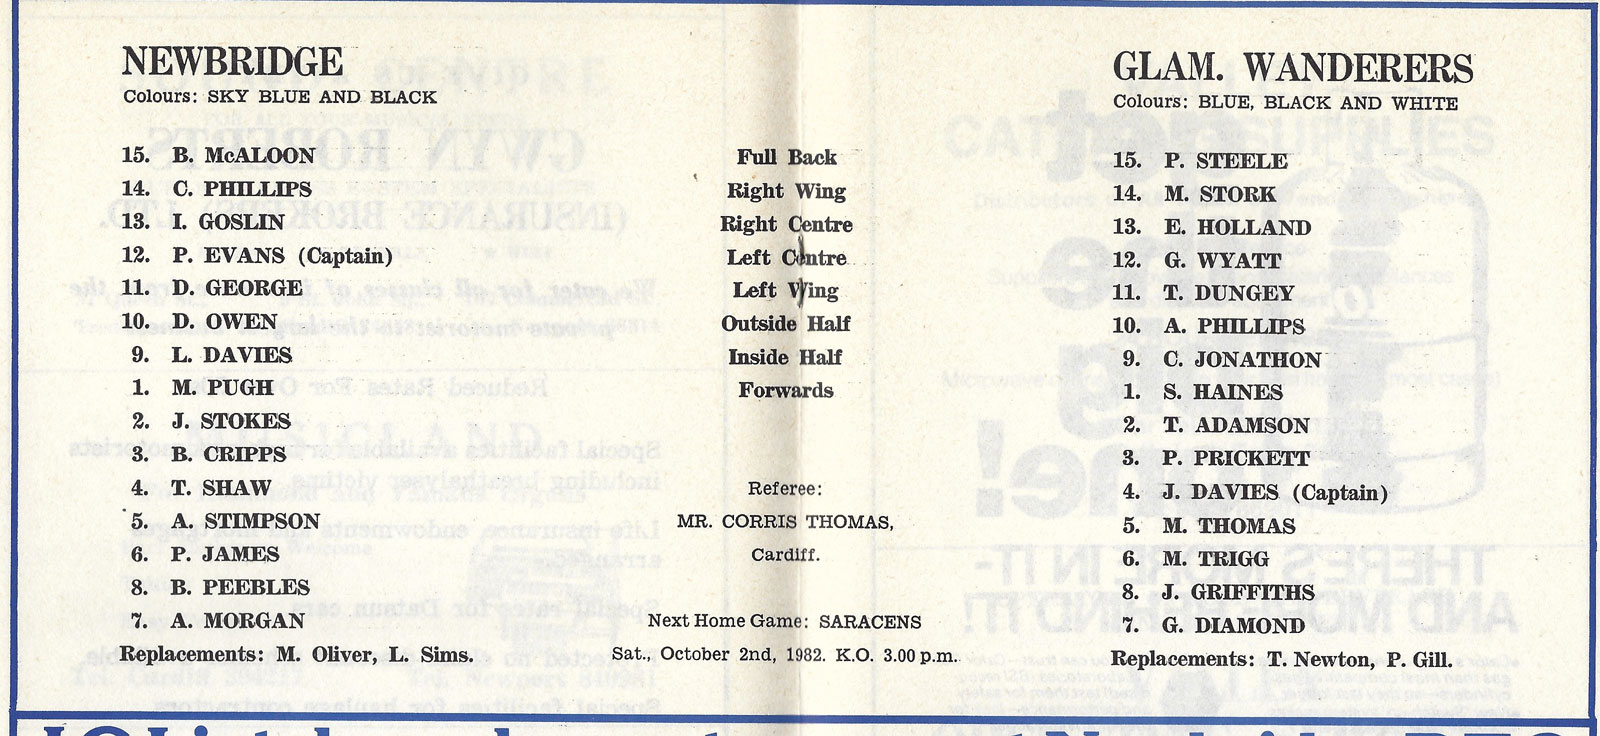 NEWBRIDGE
Colours: SKY BLUE AND BLACK
15. B. McALOON
14. C. PHILLIPS
13. I. GOSLIN
12. P. EVANS (Captain)
11. D. GEORGE
10. D. OWEN
9. L. DAVIES
1. M. PUGH
2. J. STOKES
3. B. CRIPPS
4. T. SHAW
5. A. STIMPSON
6. P. JAMES
8. B. PEEBLES
7. A. MORGAN
Replacements: M. Oliver, L. Sims.
Full Back
Right Wing
Right Centre
Left Centre
Left Wing
Outside Half
Inside Half
Forwards
Referee:
MR. CORRIS THOMAS,
Cardiff.
Next Home Game: SARACENS
Sat., October 2nd, 1982. K.O. 3.00 p.m.
GLAM. WANDERERS
Colours: BLUE, BLACK AND WHITE
15. P. STEELE
14. M. STORK
13. E. HOLLAND
12. G. WYATT
11. T. DUNGEY
10. A. PHILLIPS
9. C. JONATHON
1. S. HAINES
2. T. ADAMSON
3. P. PRICKETT
4. J. DAVIES (Captain)
5. M. THOMAS
6. M. TRIGG
8. J. GRIFFITHS
7. G. DIAMOND
Replacements: T. Newton, P. Gill.